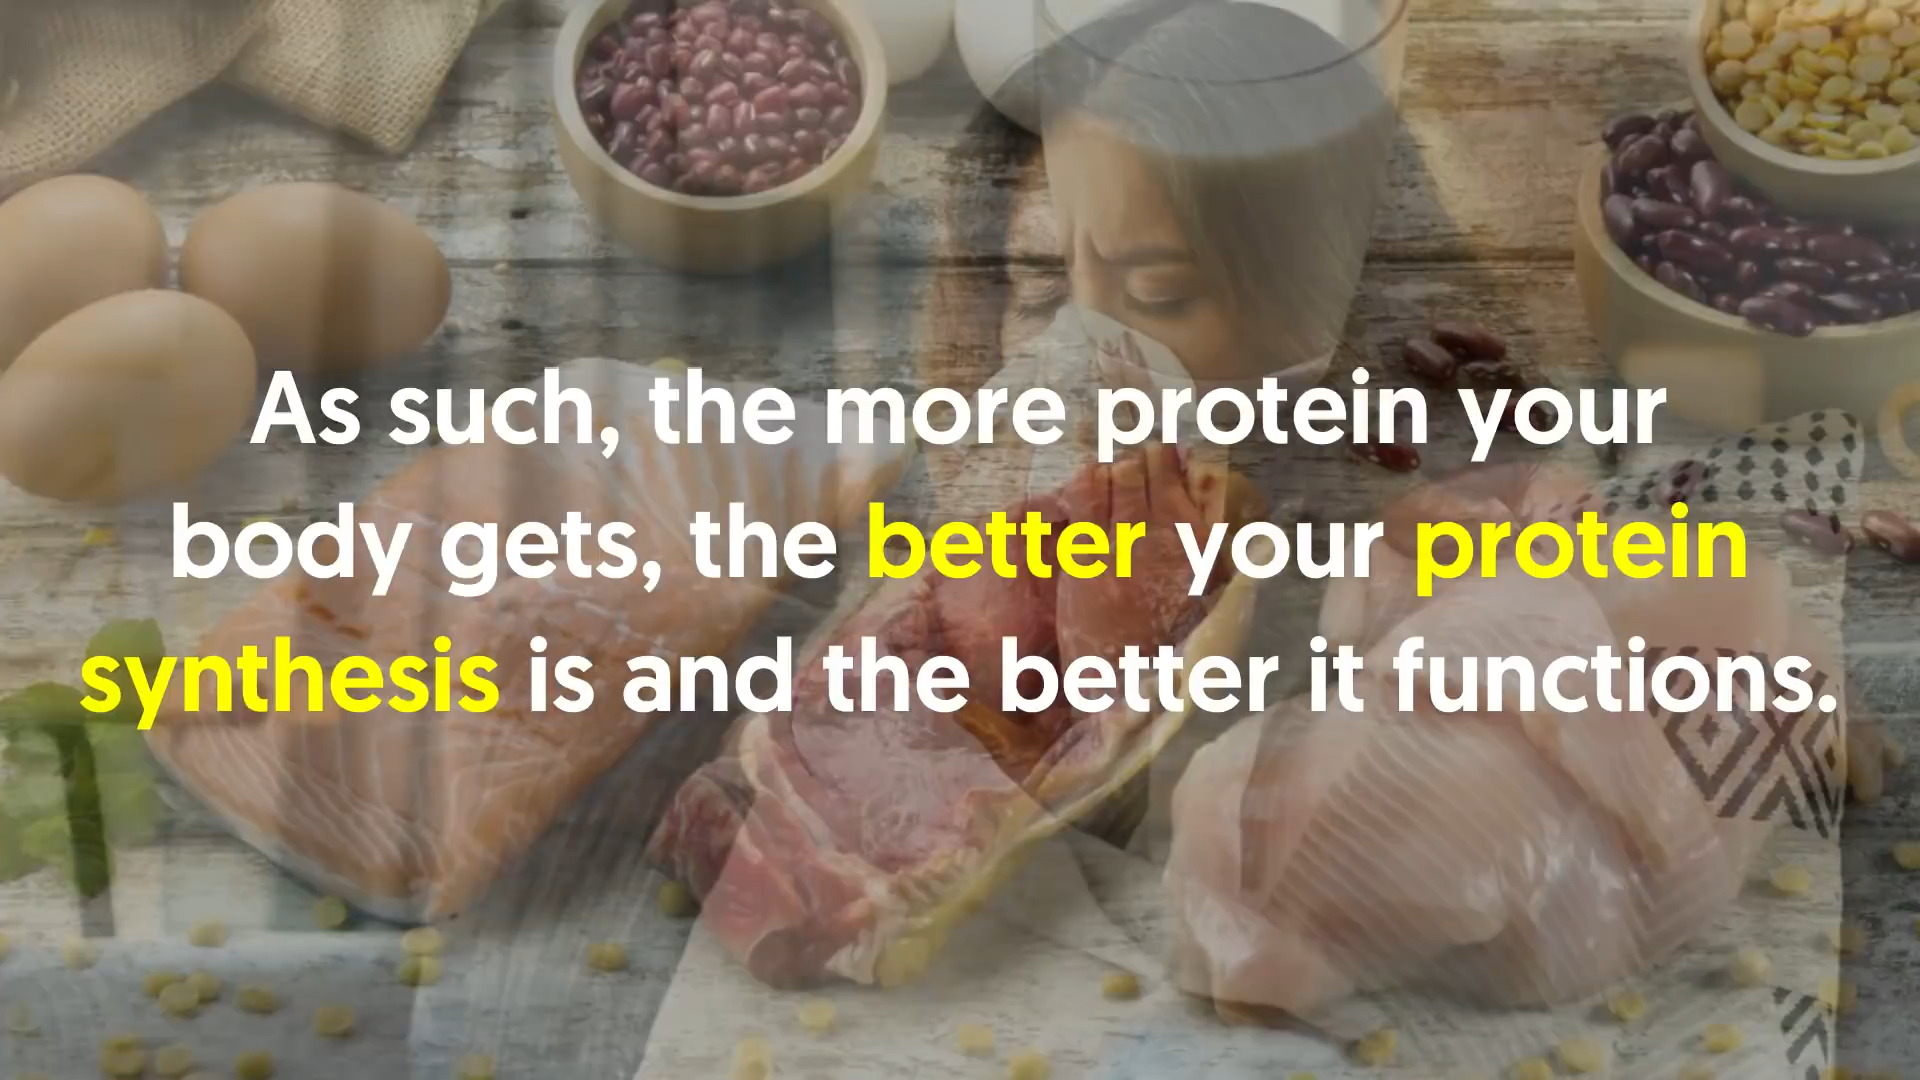 As such, the more protein your
body gets, the better your protein
synthesis is and the better it functions.